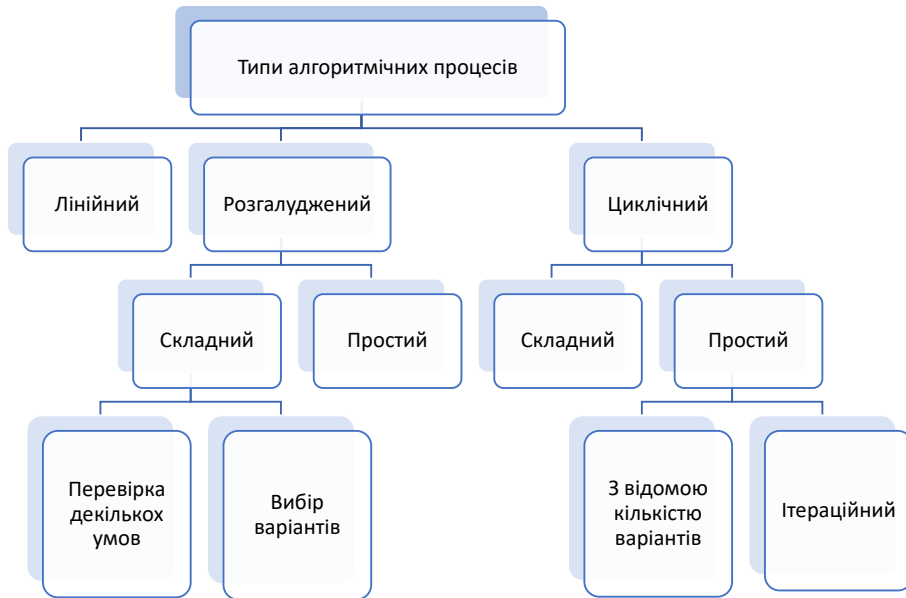 Типи алгоритмічних процесів
Лінійний
Розгалуджений
Циклічний
Складний
Простий
Складний
Простий
Перевірка
декількох
умов
Вибір
варіантів
З відомою
кількістю
варіантів
Ітераційний